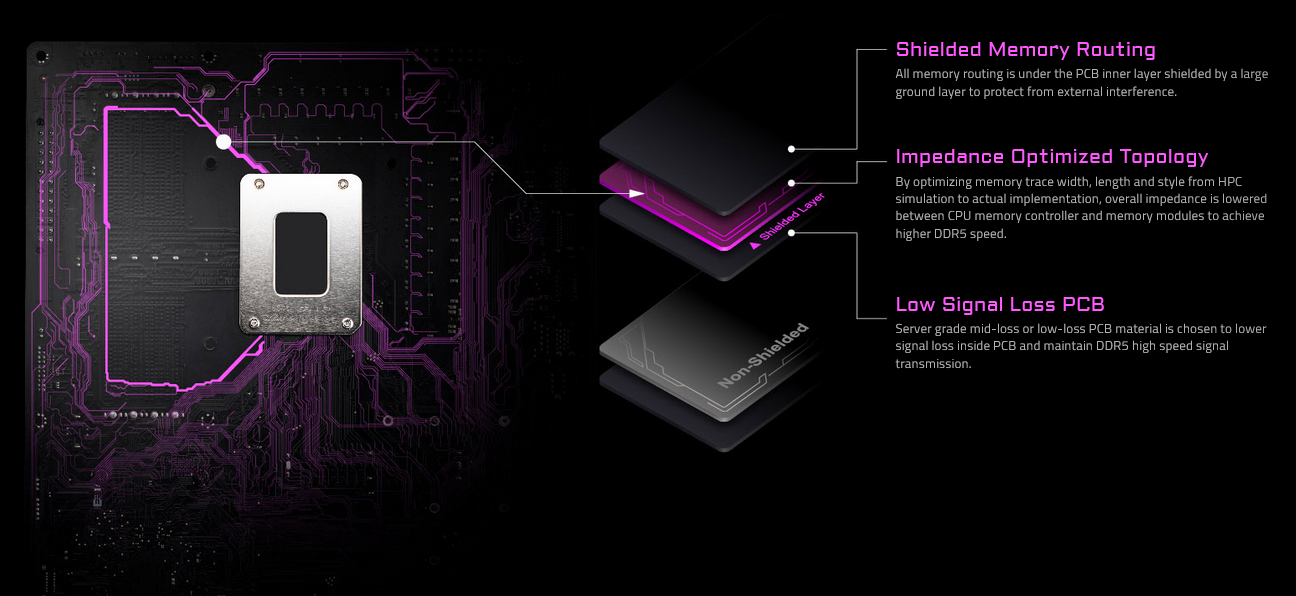 Shielded Memory Routing
All memory routing is under the PCB inner layer shielded by a large
ground layer to protect from external interference.
Impedance Optimized Topology
By optimizing memory trace width, length and style from HPC
simulation to actual implementation, overall impedance is lowered
between CPU memory controller and memory modules to achieve
higher DDR5 speed.
Shielded Layer
Low Signal Loss PCB
Server grade mid-loss or low-loss PCB material is chosen to lower
signal loss inside PCB and maintain DDR5 high speed signal
transmission.
Non-Shielded